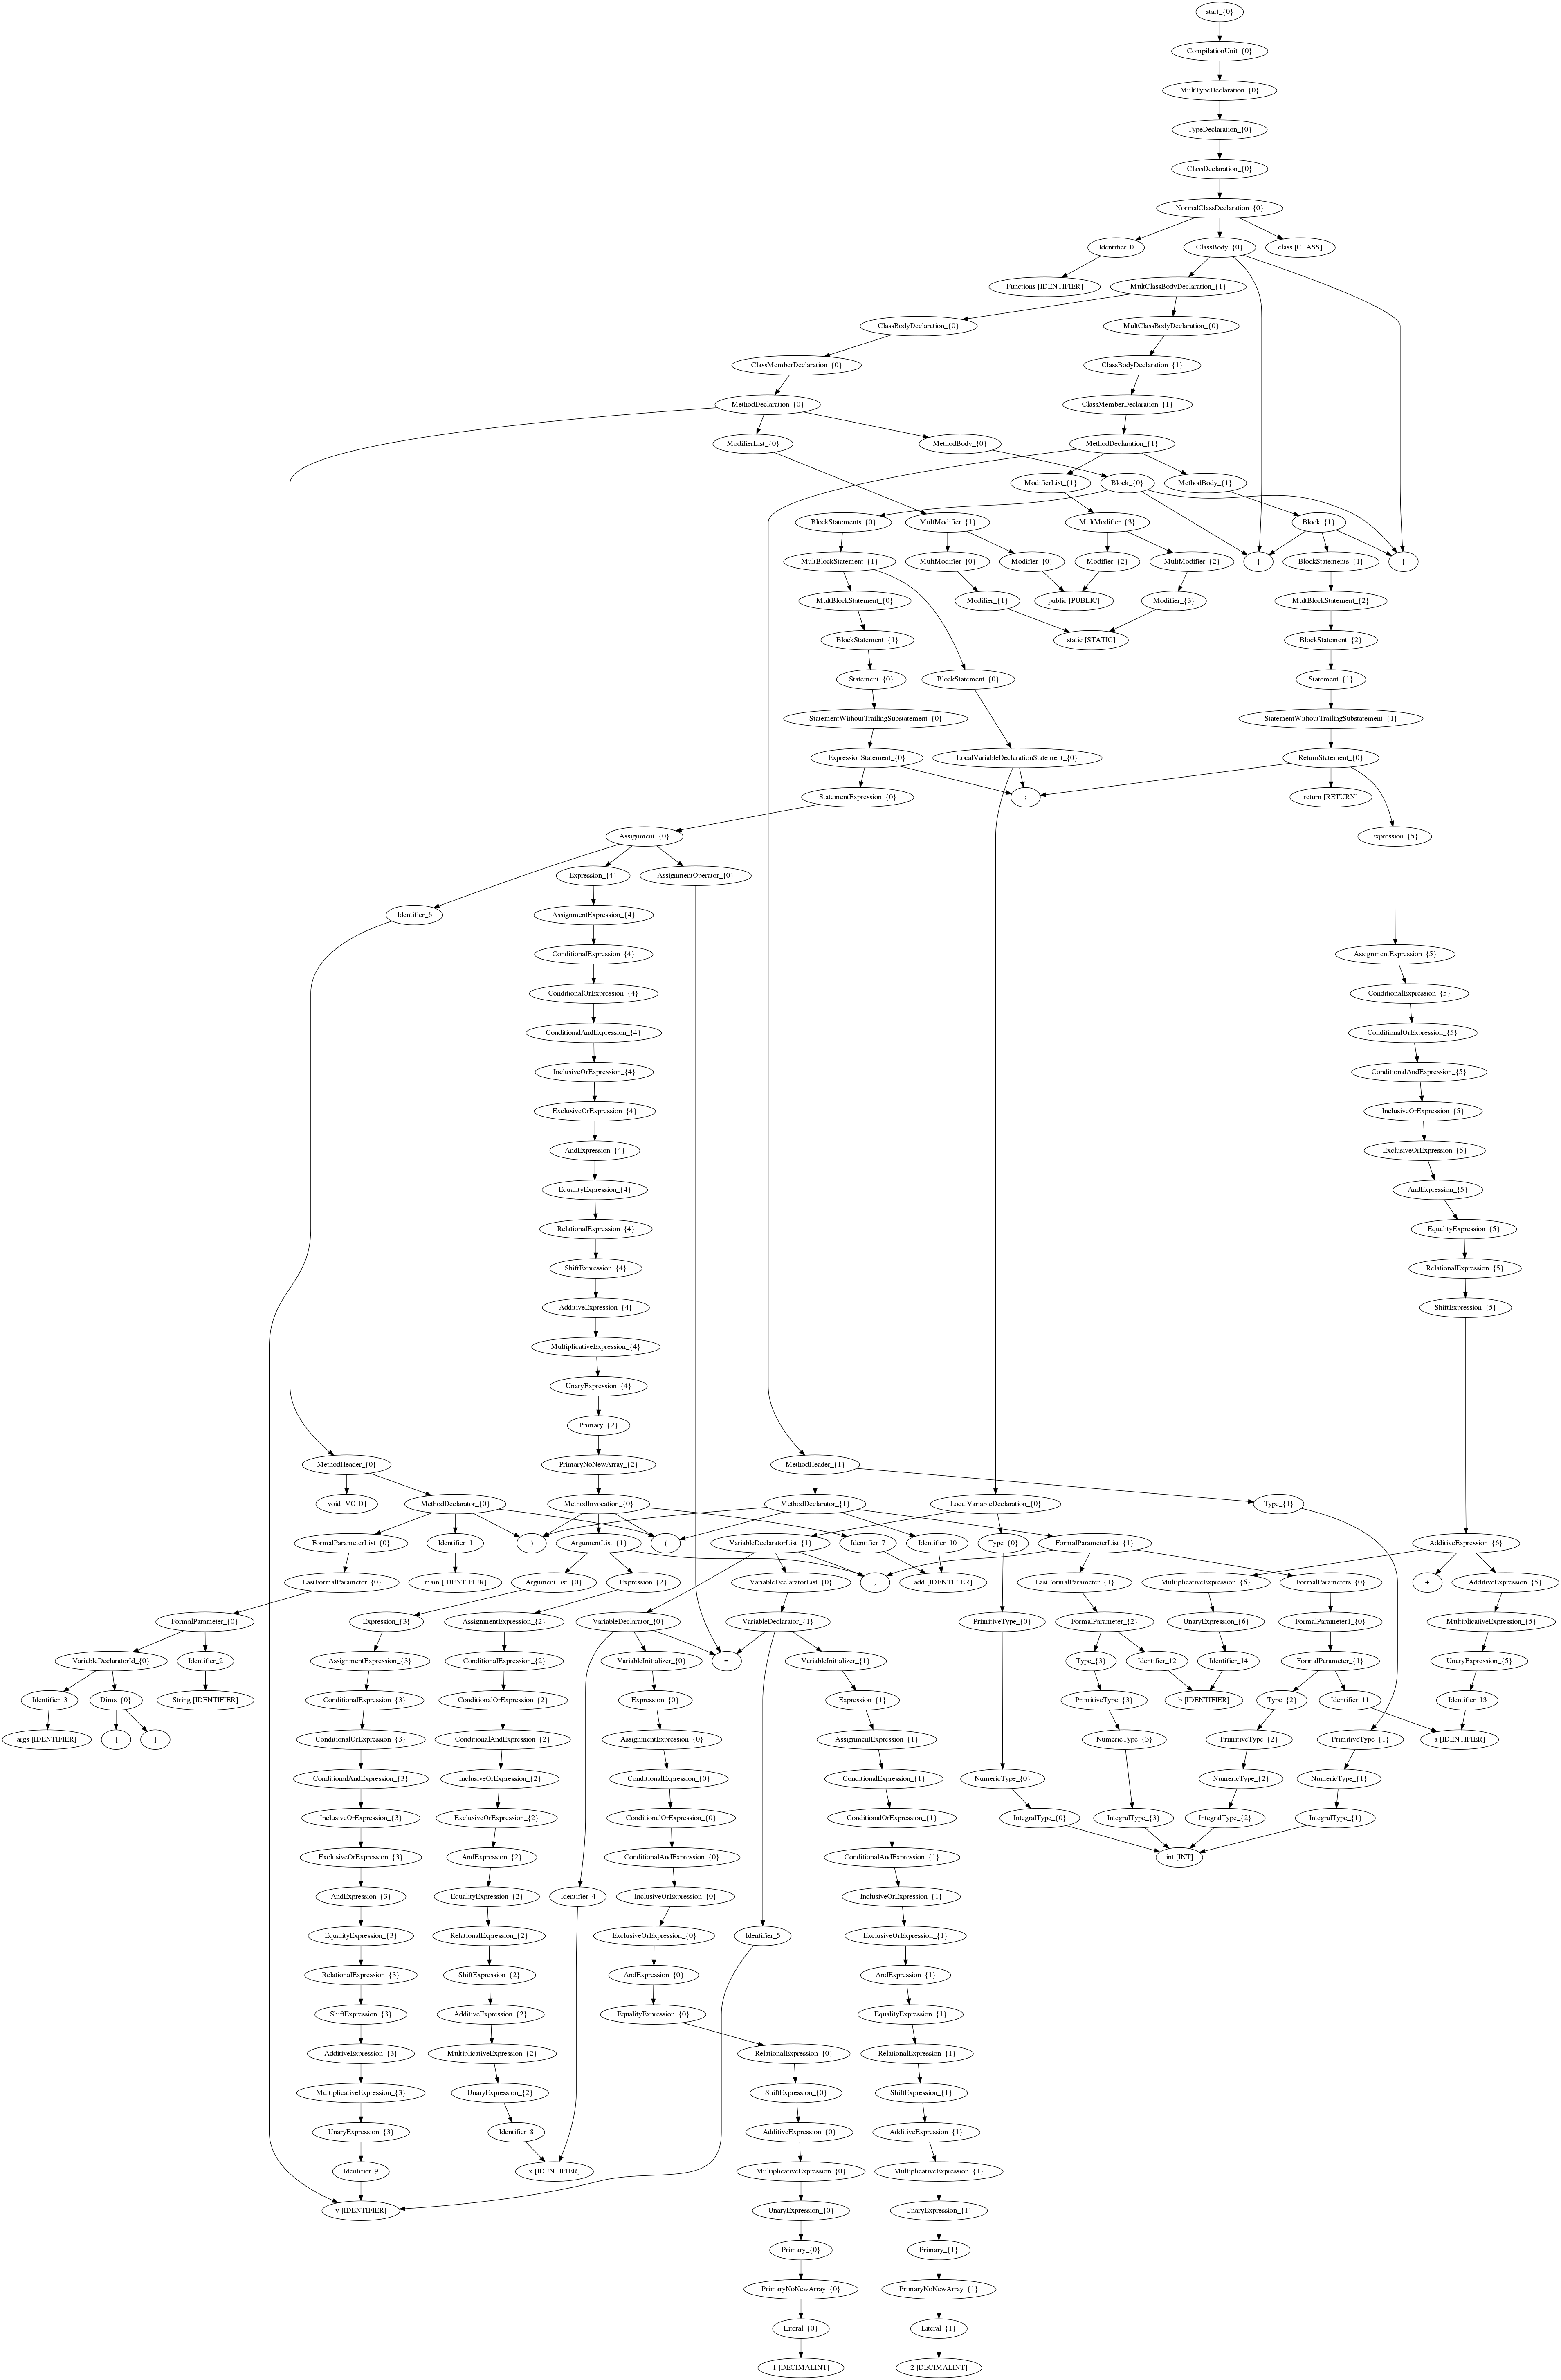 start_{0}
CompilationUnit_{0}
MultTypeDeclaration_{0}
TypeDeclaration_{0}
ClassDeclaration_{0}
NormalClassDeclaration_{0}
Identifier_0
ClassBody_{0}
class [CLASS]
Functions [IDENTIFIER]
MultClassBodyDeclaration_{1}
ClassBodyDeclaration_{0}
MultClassBodyDeclaration_{0}
ClassMemberDeclaration_{0}
ClassBodyDeclaration_{1}
MethodDeclaration_{0}
ClassMemberDeclaration_{1}
ModifierList_{0}
MethodBody_{0}
MethodDeclaration_{1}
ModifierList_{1}
Block_{0}
MethodBody_{1}
BlockStatements_{0}
MultModifier_{1}
MultModifier_{3}
Block_{1}
MultBlockStatement_{1}
MultModifier_{0}
Modifier_{0}
Modifier_{2}
MultModifier_{2}
}
BlockStatements_{1}
{
MultBlockStatement_{0}
Modifier_{1}
public [PUBLIC]
Modifier_{3}
MultBlockStatement_{2}
BlockStatement_{1}
static [STATIC]
BlockStatement_{2}
Statement_{0}
BlockStatement_{0}
Statement_{1}
StatementWithoutTrailingSubstatement_{0}
StatementWithoutTrailingSubstatement_{1}
ExpressionStatement_{0}
LocalVariableDeclarationStatement_{0}
ReturnStatement_{0}
StatementExpression_{0}
;
return [RETURN]
Assignment_{0}
Expression_{5}
Expression_{4}
AssignmentOperator_{0}
Identifier_6
AssignmentExpression_{4}
ConditionalExpression_{4}
AssignmentExpression_{5}
ConditionalOrExpression_{4}
ConditionalExpression_{5}
ConditionalAndExpression_{4}
ConditionalOrExpression_{5}
InclusiveOrExpression_{4}
ConditionalAndExpression_{5}
ExclusiveOrExpression_{4}
InclusiveOrExpression_{5}
AndExpression_{4}
ExclusiveOrExpression_{5}
EqualityExpression_{4}
AndExpression_{5}
RelationalExpression_{4}
EqualityExpression_{5}
ShiftExpression_{4}
RelationalExpression_{5}
AdditiveExpression_{4}
ShiftExpression_{5}
MultiplicativeExpression_{4}
UnaryExpression_{4}
Primary_{2}
MethodHeader_{0}
PrimaryNoNewArray_{2}
MethodHeader_{1}
void [VOID]
MethodDeclarator_{0}
MethodInvocation_{0}
MethodDeclarator_{1}
LocalVariableDeclaration_{0}
Type_{1}
FormalParameterList_{0}
Identifier_1
)
ArgumentList_{1}
(
VariableDeclaratorList_{1}
Identifier_7
Identifier_10
Type_{0}
FormalParameterList_{1}
AdditiveExpression_{6}
LastFormalParameter_{0}
main [IDENTIFIER]
ArgumentList_{0}
Expression_{2}
VariableDeclaratorList_{0}
,
add [IDENTIFIER]
LastFormalParameter_{1}
MultiplicativeExpression_{6}
FormalParameters_{0}
+
AdditiveExpression_{5}
FormalParameter_{0}
Expression_{3}
AssignmentExpression_{2}
VariableDeclarator_{0}
VariableDeclarator_{1}
PrimitiveType_{0}
FormalParameter_{2}
UnaryExpression_{6}
FormalParameter1_{0}
MultiplicativeExpression_{5}
VariableDeclaratorId_{0}
Identifier_2
AssignmentExpression_{3}
ConditionalExpression_{2}
VariableInitializer_{0}
=
VariableInitializer_{1}
Type_{3}
Identifier_12
Identifier_14
FormalParameter_{1}
UnaryExpression_{5}
Identifier_3
Dims_{0}
String [IDENTIFIER]
ConditionalExpression_{3}
ConditionalOrExpression_{2}
Expression_{0}
Expression_{1}
PrimitiveType_{3}
b [IDENTIFIER]
Type_{2}
Identifier_11
Identifier_13
args [IDENTIFIER]
[
]
ConditionalOrExpression_{3}
ConditionalAndExpression_{2}
AssignmentExpression_{0}
AssignmentExpression_{1}
NumericType_{3}
PrimitiveType_{2}
PrimitiveType_{1}
a [IDENTIFIER]
ConditionalAndExpression_{3}
InclusiveOrExpression_{2}
ConditionalExpression_{0}
ConditionalExpression_{1}
NumericType_{0}
NumericType_{2}
NumericType_{1}
InclusiveOrExpression_{3}
ExclusiveOrExpression_{2}
ConditionalOrExpression_{0}
ConditionalOrExpression_{1}
IntegralType_{0}
IntegralType_{3}
IntegralType_{2}
IntegralType_{1}
ExclusiveOrExpression_{3}
AndExpression_{2}
ConditionalAndExpression_{0}
ConditionalAndExpression_{1}
int [INT]
AndExpression_{3}
EqualityExpression_{2}
Identifier_4
InclusiveOrExpression_{0}
InclusiveOrExpression_{1}
EqualityExpression_{3}
RelationalExpression_{2}
ExclusiveOrExpression_{0}
Identifier_5
ExclusiveOrExpression_{1}
RelationalExpression_{3}
ShiftExpression_{2}
AndExpression_{0}
AndExpression_{1}
ShiftExpression_{3}
AdditiveExpression_{2}
EqualityExpression_{0}
EqualityExpression_{1}
AdditiveExpression_{3}
MultiplicativeExpression_{2}
RelationalExpression_{0}
RelationalExpression_{1}
MultiplicativeExpression_{3}
UnaryExpression_{2}
ShiftExpression_{0}
ShiftExpression_{1}
UnaryExpression_{3}
Identifier_8
AdditiveExpression_{0}
AdditiveExpression_{1}
Identifier_9
x [IDENTIFIER]
MultiplicativeExpression_{0}
MultiplicativeExpression_{1}
y [IDENTIFIER]
UnaryExpression_{0}
UnaryExpression_{1}
Primary_{0}
Primary_{1}
PrimaryNoNewArray_{0}
PrimaryNoNewArray_{1}
Literal_{0}
Literal_{1}
1 [DECIMALINT]
2 [DECIMALINT]